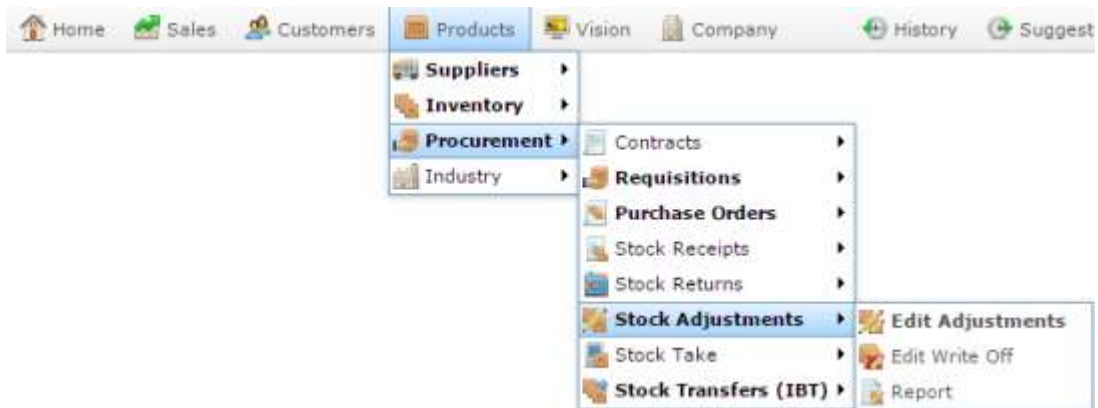 Home Sales Customers Products Vision Company History Suggest
Suppliers
Inventory
Procurement Contracts
Industry Requisitions
Purchase Orders
Stock Receipts
Stock Returns
Stock Adjustments Edit Adjustments
Stock Take Edit Write Off
Stock Transfers (IBT) Report